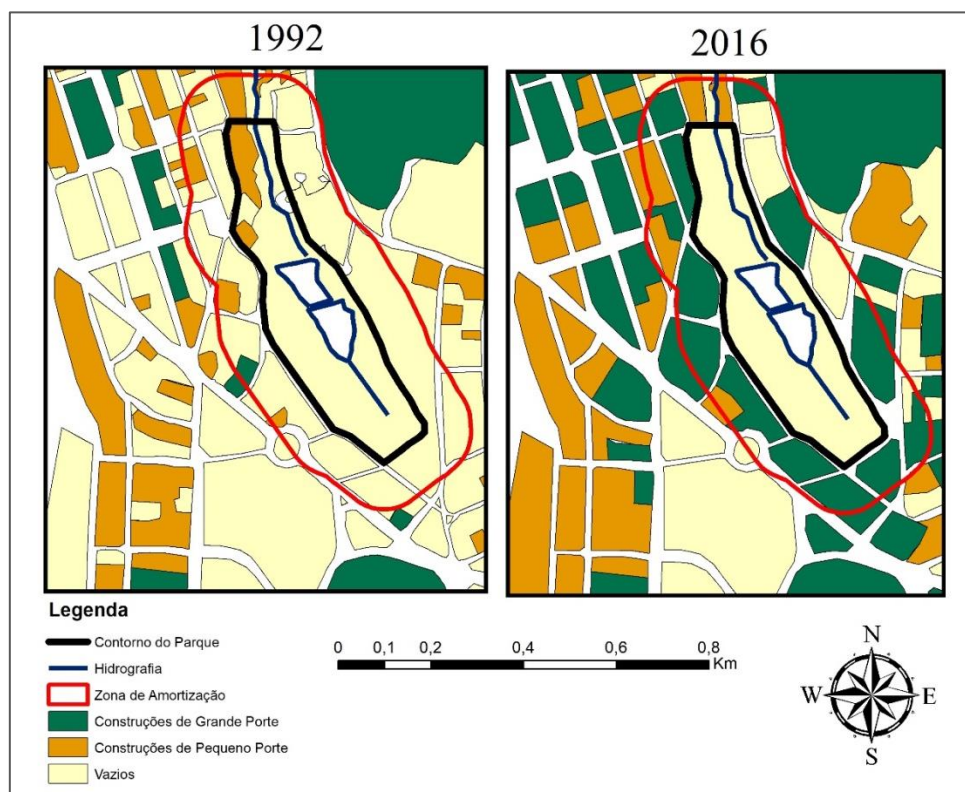 1992
2016
Legenda
Contorno do Parque
Hidrografia
Zona de Amortização
Construções de Grande Porte
Construções de Pequeno Porte
Vazios
0 0,1 0,2 0,4 0,6 0,8
Km
N
W E
S